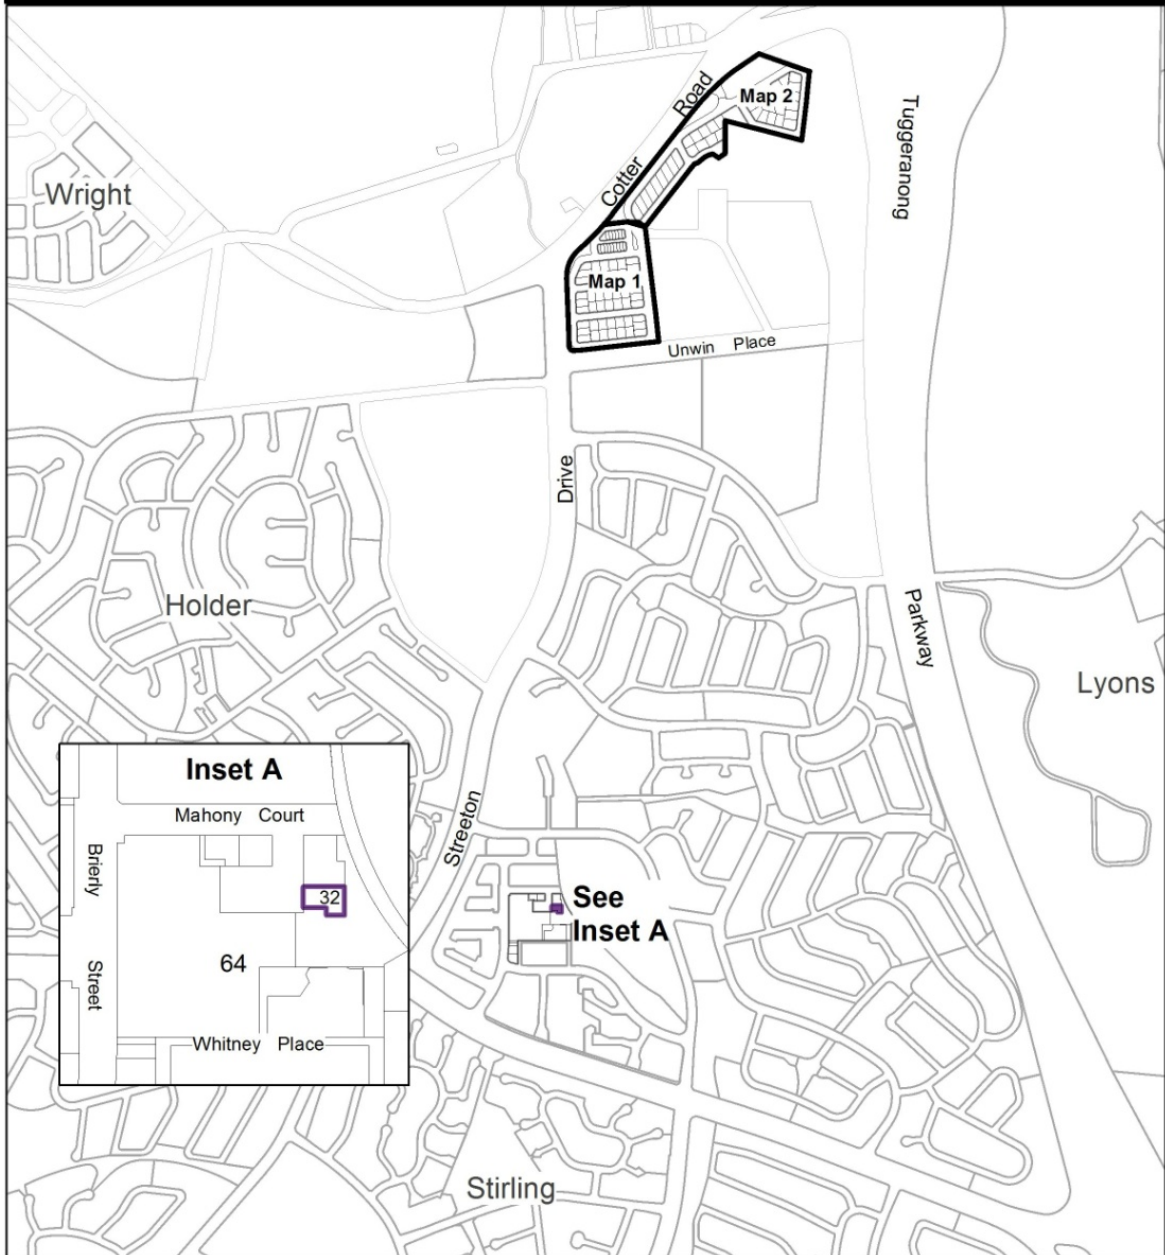 Road
Map 2
Tuggeranong
Cotter
Wright
Map 1
Unwin Place
Drive
Holder
Parkway
Lyons
Inset A
Mahony Court
Brierly
32
64
Street
Whitney Place
Streeton
See
Inset A
Stirling